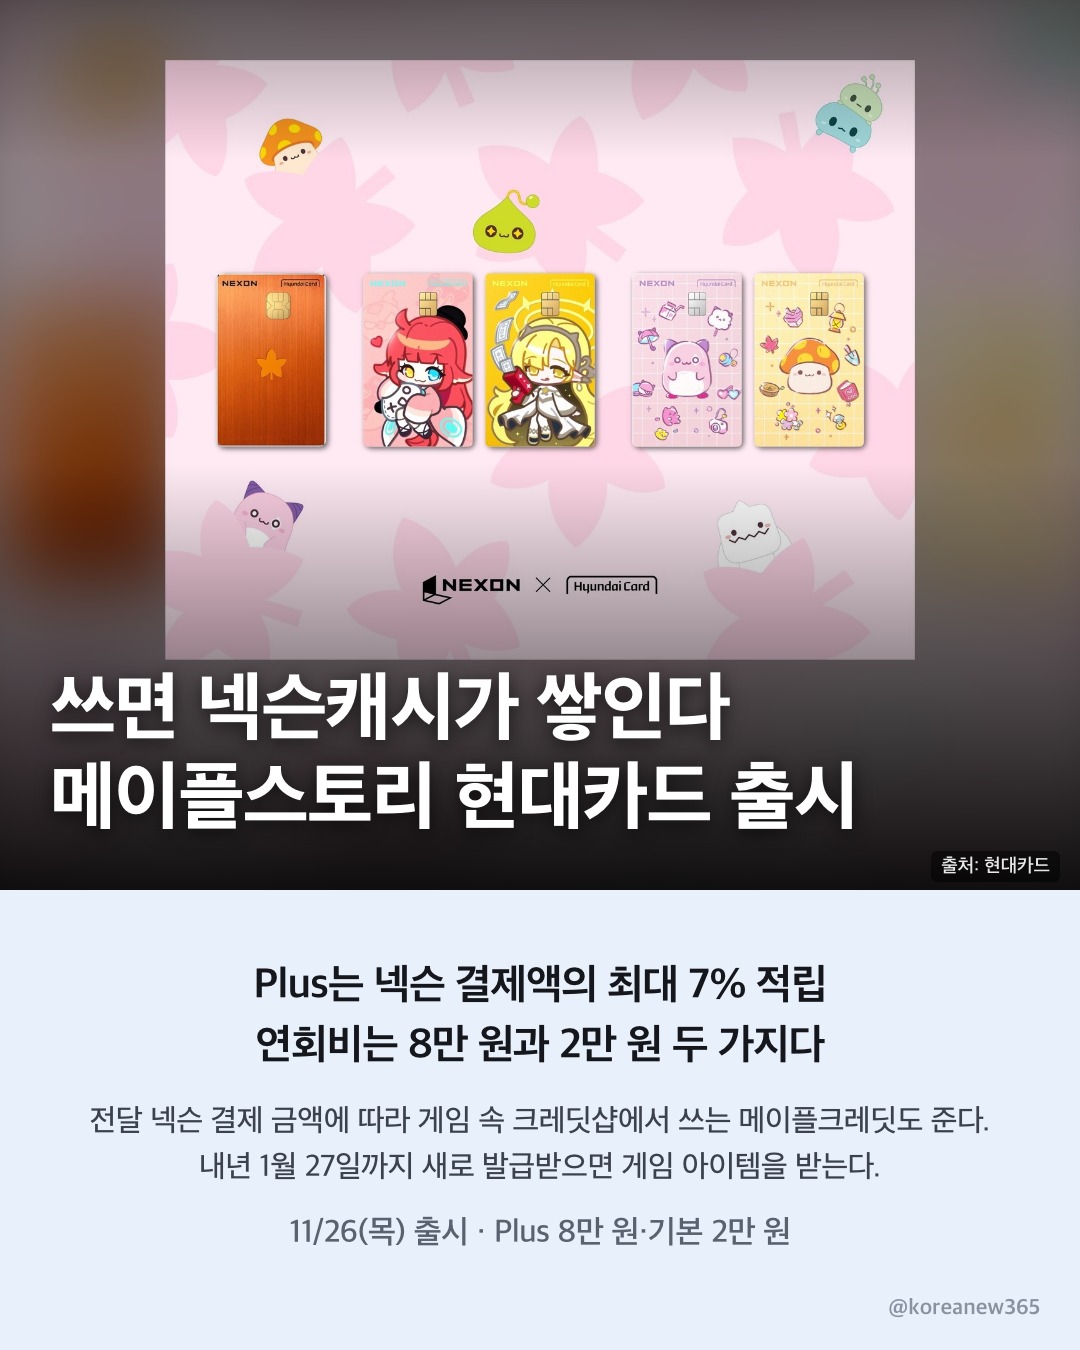 NEXON HyundaiCard
NEXON
NEXON HyundaiCard
NEXON HyundaiCard
NEXON HyundaiCard
NEXON × Hyundai Card
쓰면 넥슨캐시가 쌓인다
메이플스토리 현대카드 출시
출처: 현대카드
Plus는 넥슨 결제액의 최대 7% 적립
연회비는 8만 원과 2만 원 두 가지다
전달 넥슨 결제 금액에 따라 게임 속 크레딧샵에서 쓰는 메이플크레딧도 준다.
내년 1월 27일까지 새로 발급받으면 게임 아이템을 받는다.
11/26(목) 출시 · Plus 8만 원·기본 2만 원
@koreanew365